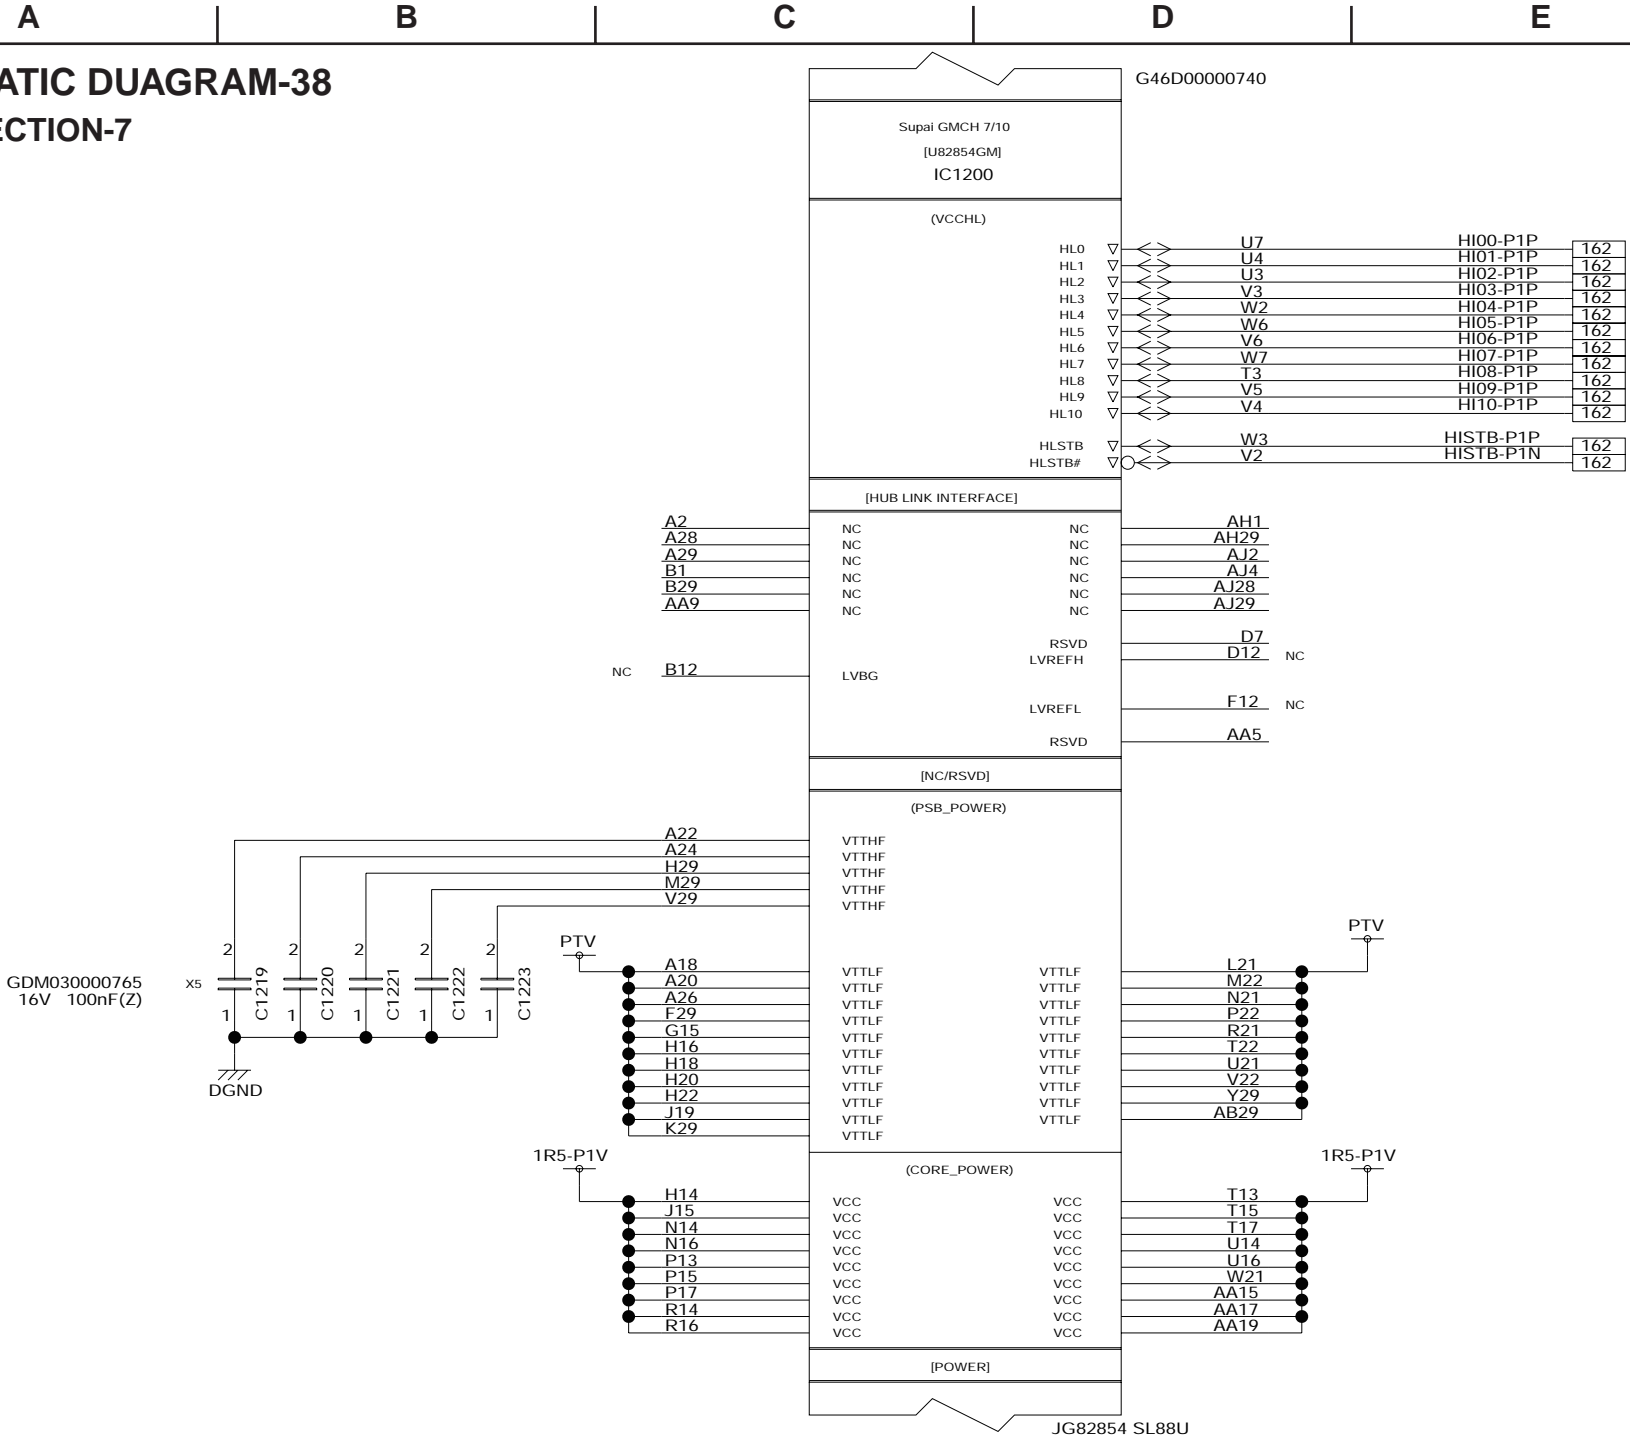 A B C D E
ATIC DUAGRAM-38
ECTION-7
G46D00000740
Supai GMCH 7/10
[U82854GM]
IC1200
(VCCHL)
HL0 U7 HI00-P1P 162
HL1 U4 HI01-P1P 162
HL2 U3 HI02-P1P 162
HL3 V3 HI03-P1P 162
HL4 W2 HI04-P1P 162
HL5 W6 HI05-P1P 162
HL6 V6 HI06-P1P 162
HL7 W7 HI07-P1P 162
HL8 T3 HI08-P1P 162
HL9 V5 HI09-P1P 162
HL10 V4 HI10-P1P 162
HLSTB W3 HISTB-P1P 162
HLSTB# V2 HISTB-P1N 162
[HUB LINK INTERFACE]
A2 NC NC AH1
A28 NC NC AH29
A29 NC NC AJ2
B1 NC NC AJ4
B29 NC NC AJ28
AA9 NC NC AJ29
RSVD D7
LVREFH D12 NC
NC B12 LVBG
LVREFL F12 NC
RSVD AA5
[NC/RSVD]
(PSB_POWER)
A22 VTTHF
A24 VTTHF
H29 VTTHF
M29 VTTHF
V29 VTTHF
PTV PTV
2 2 2 2 2
GDM030000765
16V 100nF(Z)
X5
C1219 C1220 C1221 C1222 C1223
1 1 1 1 1
DGND
A18 VTTLF VTTLF L21
A20 VTTLF VTTLF M22
A26 VTTLF VTTLF N21
F29 VTTLF VTTLF P22
G15 VTTLF VTTLF R21
H16 VTTLF VTTLF T22
H18 VTTLF VTTLF U21
H20 VTTLF VTTLF V22
H22 VTTLF VTTLF Y29
J19 VTTLF VTTLF AB29
K29 VTTLF
1R5-P1V (CORE_POWER) 1R5-P1V
H14 VCC VCC T13
J15 VCC VCC T15
N14 VCC VCC T17
N16 VCC VCC U14
P13 VCC VCC U16
P15 VCC VCC W21
P17 VCC VCC AA15
R14 VCC VCC AA17
R16 VCC VCC AA19
[POWER]
JG82854 SL88U